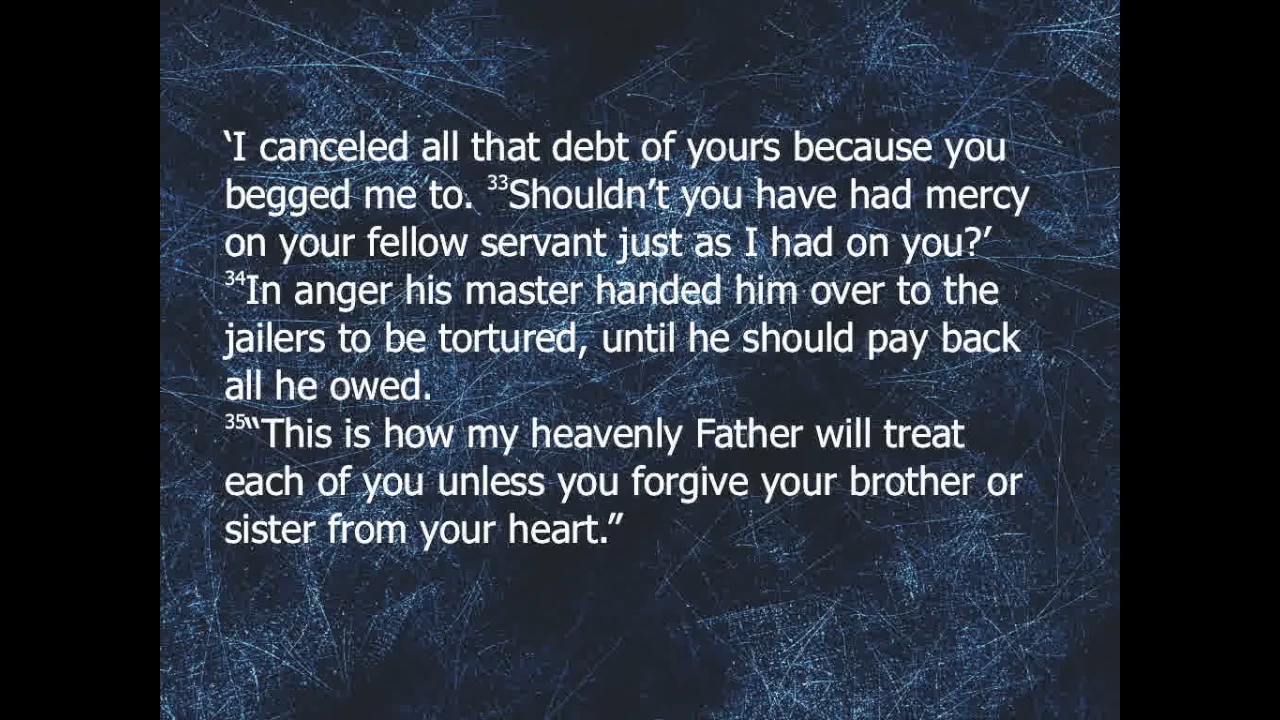 ‘I canceled all that debt of yours because you
begged me to. ³³Shouldn’t you have had mercy
on your fellow servant just as I had on you?’
³⁴In anger his master handed him over to the
jailers to be tortured, until he should pay back
all he owed.
³⁵“This is how my heavenly Father will treat
each of you unless you forgive your brother or
sister from your heart.”